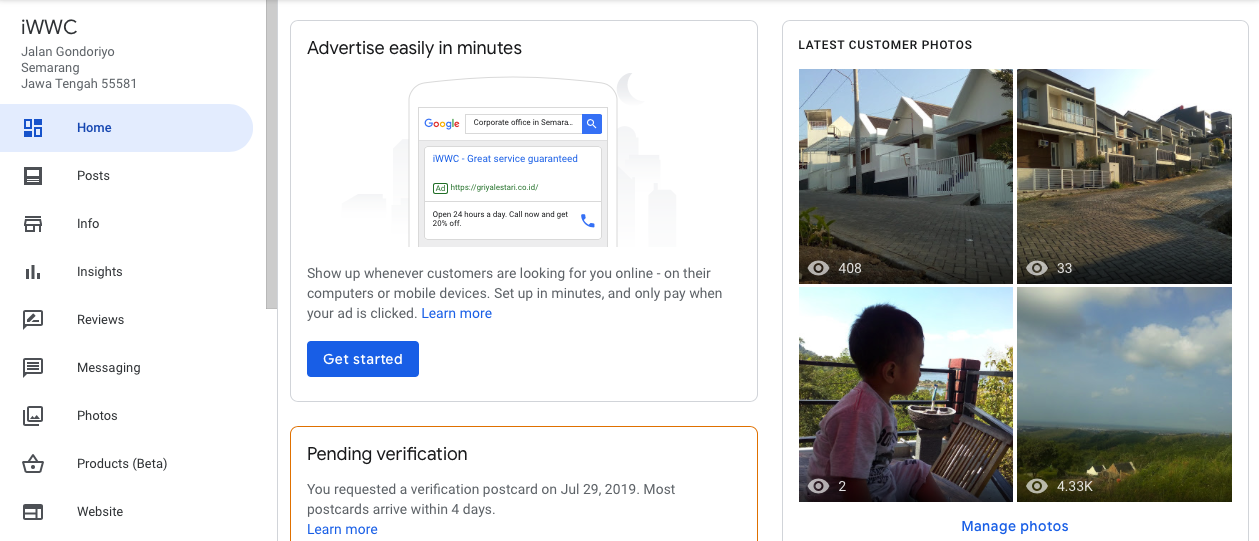 iWWC
Jalan Gondoriyo
Semarang
Jawa Tengah 55581
Home
Posts
Info
Insights
Reviews
Messaging
Photos
Products (Beta)
Website
Advertise easily in minutes
Google
Corporate office in Semara...
iWWC - Great service guaranteed
Ad https://griyalestari.co.id/
Open 24 hours a day. Call now and get
20% off.
Show up whenever customers are looking for you online - on their
computers or mobile devices. Set up in minutes, and only pay when
your ad is clicked. Learn more
Get started
Pending verification
You requested a verification postcard on Jul 29, 2019. Most
postcards arrive within 4 days.
Learn more
LATEST CUSTOMER PHOTOS
408
33
2
4.33K
Manage photos